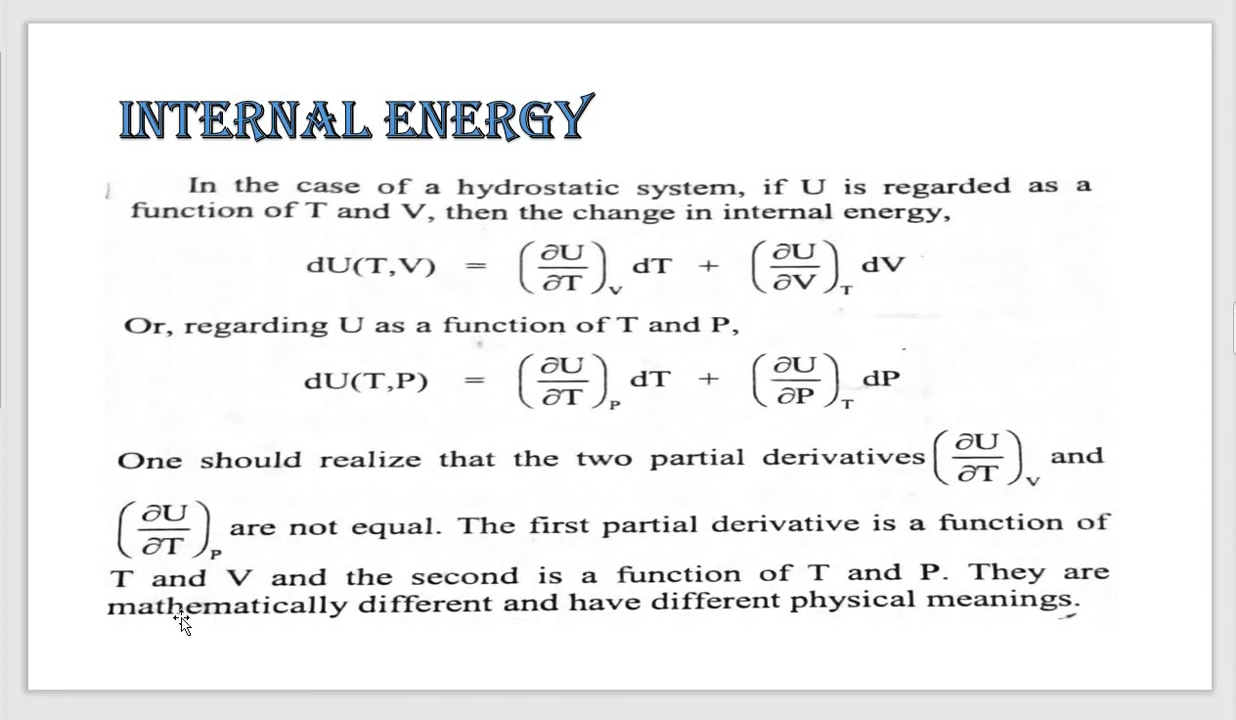 INTERNAL ENERGY
In the case of a hydrostatic system, if U is regarded as a
function of T and V, then the change in internal energy,
dU(T,V) = (∂U/∂T)_V dT + (∂U/∂V)_T dV
Or, regarding U as a function of T and P,
dU(T,P) = (∂U/∂T)_P dT + (∂U/∂P)_T dP
One should realize that the two partial derivatives (∂U/∂T)_V and
(∂U/∂T)_P are not equal. The first partial derivative is a function of
T and V and the second is a function of T and P. They are
mathematically different and have different physical meanings.